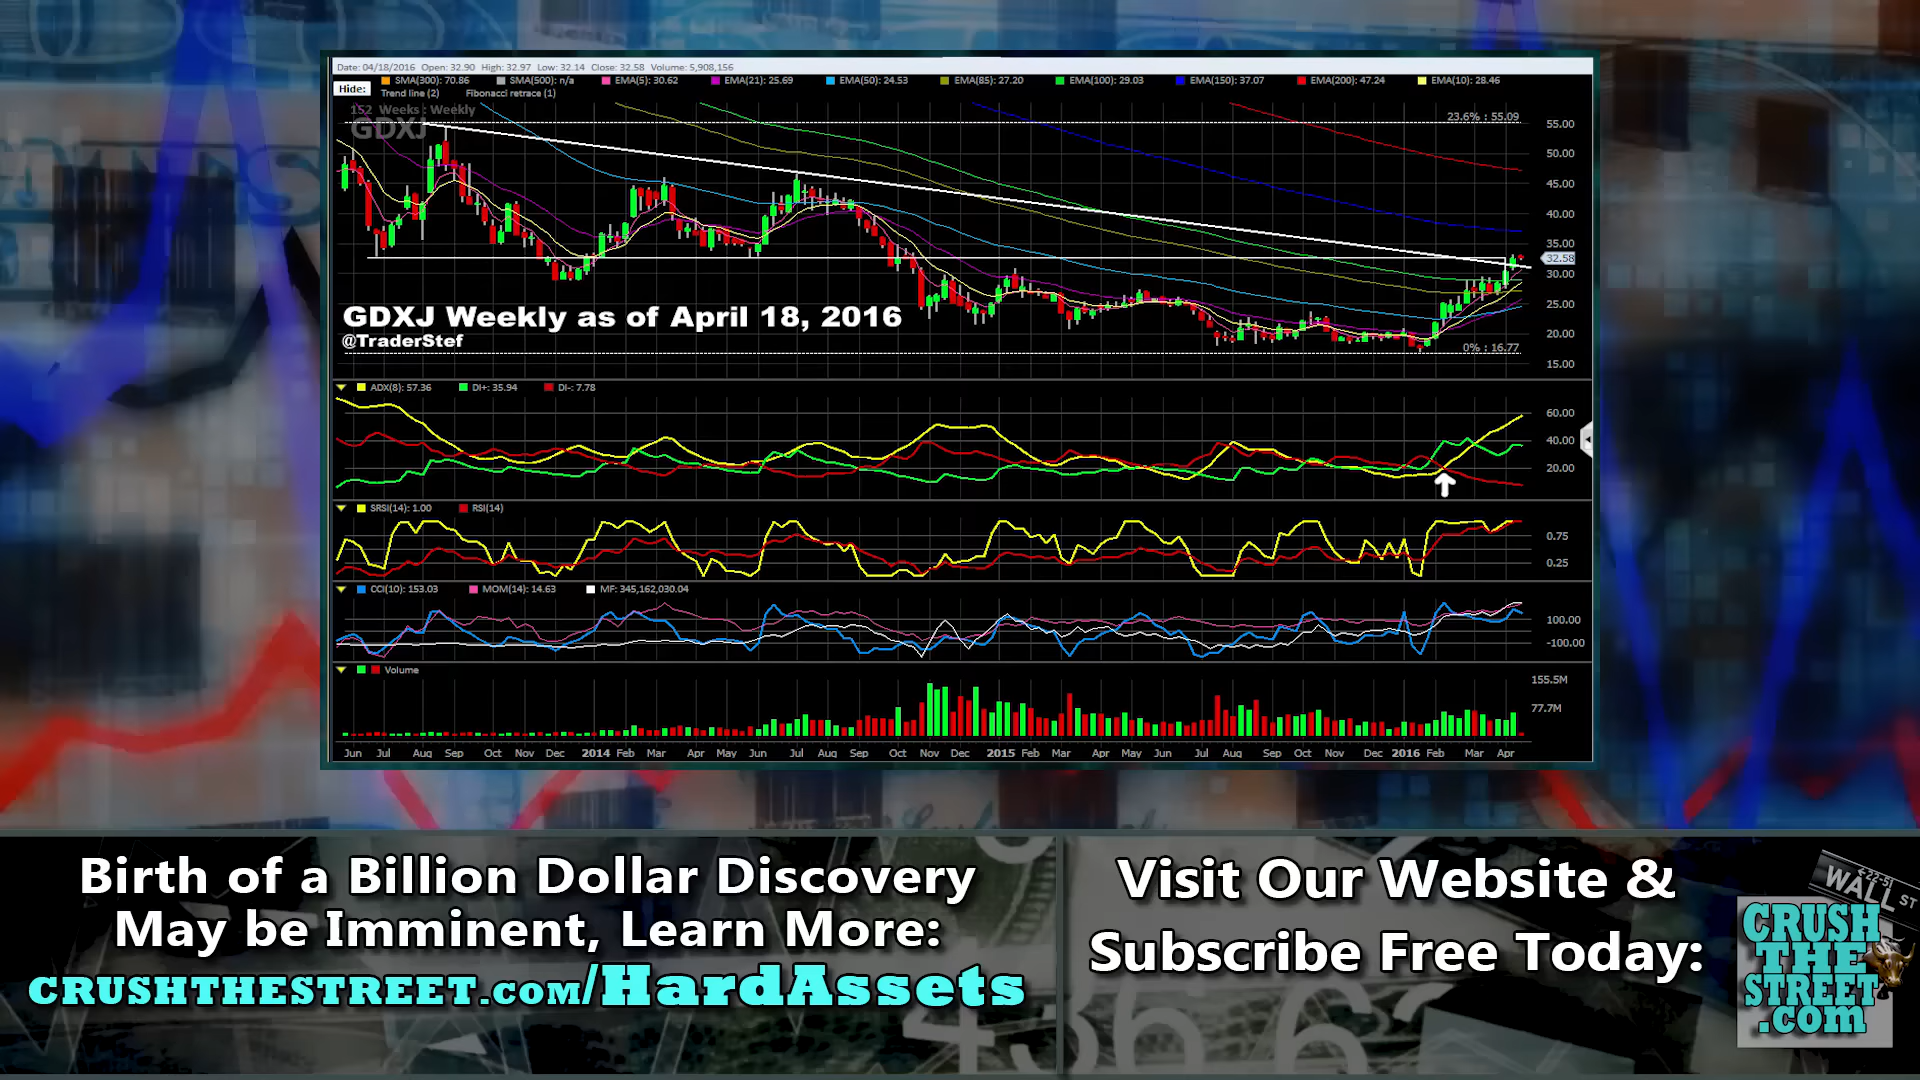 Date: 04/18/2016 Open: 32.90 High: 32.97 Low: 32.14 Close: 32.58 Volume: 5,908,156
Hide: SMA(300): 70.86 SMA(500): n/a EMA(5): 30.62 EMA(21): 25.69 EMA(50): 24.53 EMA(85): 27.20 EMA(100): 29.03 EMA(150): 37.07 EMA(200): 47.24 EMA(10): 28.46
Trend line (2) Fibonacci retrace (1)
152 Weeks : Weekly
GDXJ
23.6% : 55.09
55.00
50.00
45.00
40.00
35.00
32.58
30.00
25.00
20.00
15.00
GDXJ Weekly as of April 18, 2016
@TraderStef
0% : 16.77
ADX(8): 57.36 DI+: 35.94 DI-: 7.78
60.00
40.00
20.00
SRSI(14): 1.00 RSI(14)
0.75
0.25
CCI(10): 153.03 MOM(14): 14.63 MF: 345,162,030.04
100.00
-100.00
Volume
155.5M
77.7M
Jun Jul Aug Sep Oct Nov Dec 2014 Feb Mar Apr May Jun Jul Aug Sep Oct Nov Dec 2015 Feb Mar Apr May Jun Jul Aug Sep Oct Nov Dec 2016 Feb Mar Apr
Birth of a Billion Dollar Discovery
May be Imminent, Learn More:
CRUSHTHESTREET.COM/HardAssets
Visit Our Website &
Subscribe Free Today:
WALL ST
CRUSH
THE
STREET
.com